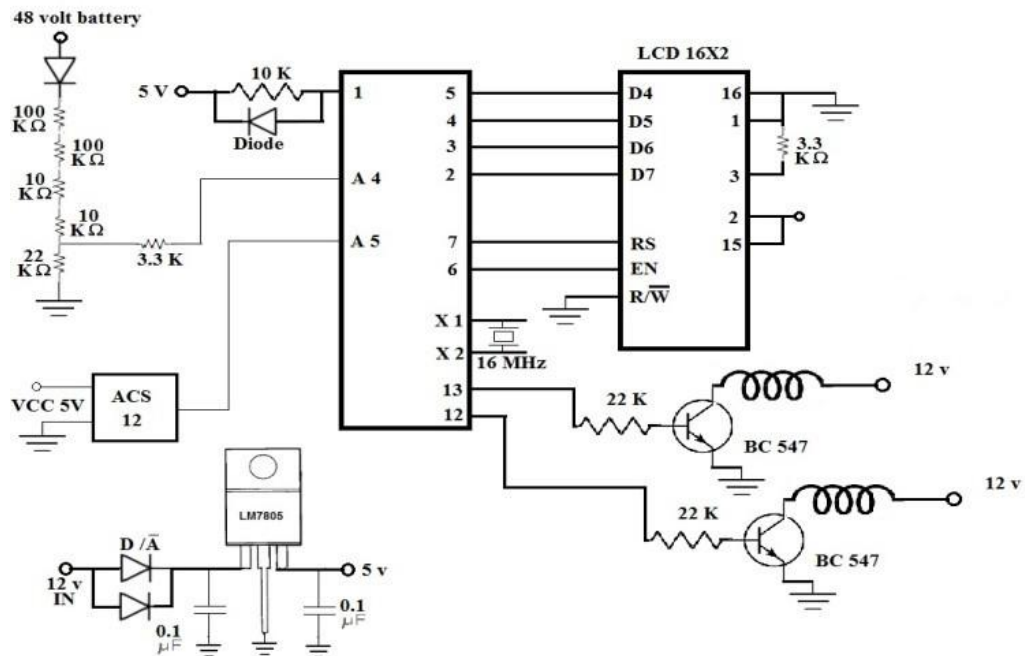 48 volt battery
100
KΩ
100
KΩ
10
KΩ
10
KΩ
22
KΩ
3.3 K
5 V
10 K
Diode
1
A 4
A 5
5
4
3
2
7
6
X 1
X 2
13
12
16 MHz
LCD 16X2
D4
D5
D6
D7
RS
EN
R/W̅
16
1
3
2
15
3.3
KΩ
VCC 5V
ACS
12
22 K
BC 547
12 v
22 K
BC 547
12 v
LM7805
D /A̅
12 v
IN
0.1
µF
5 v
0.1
µF